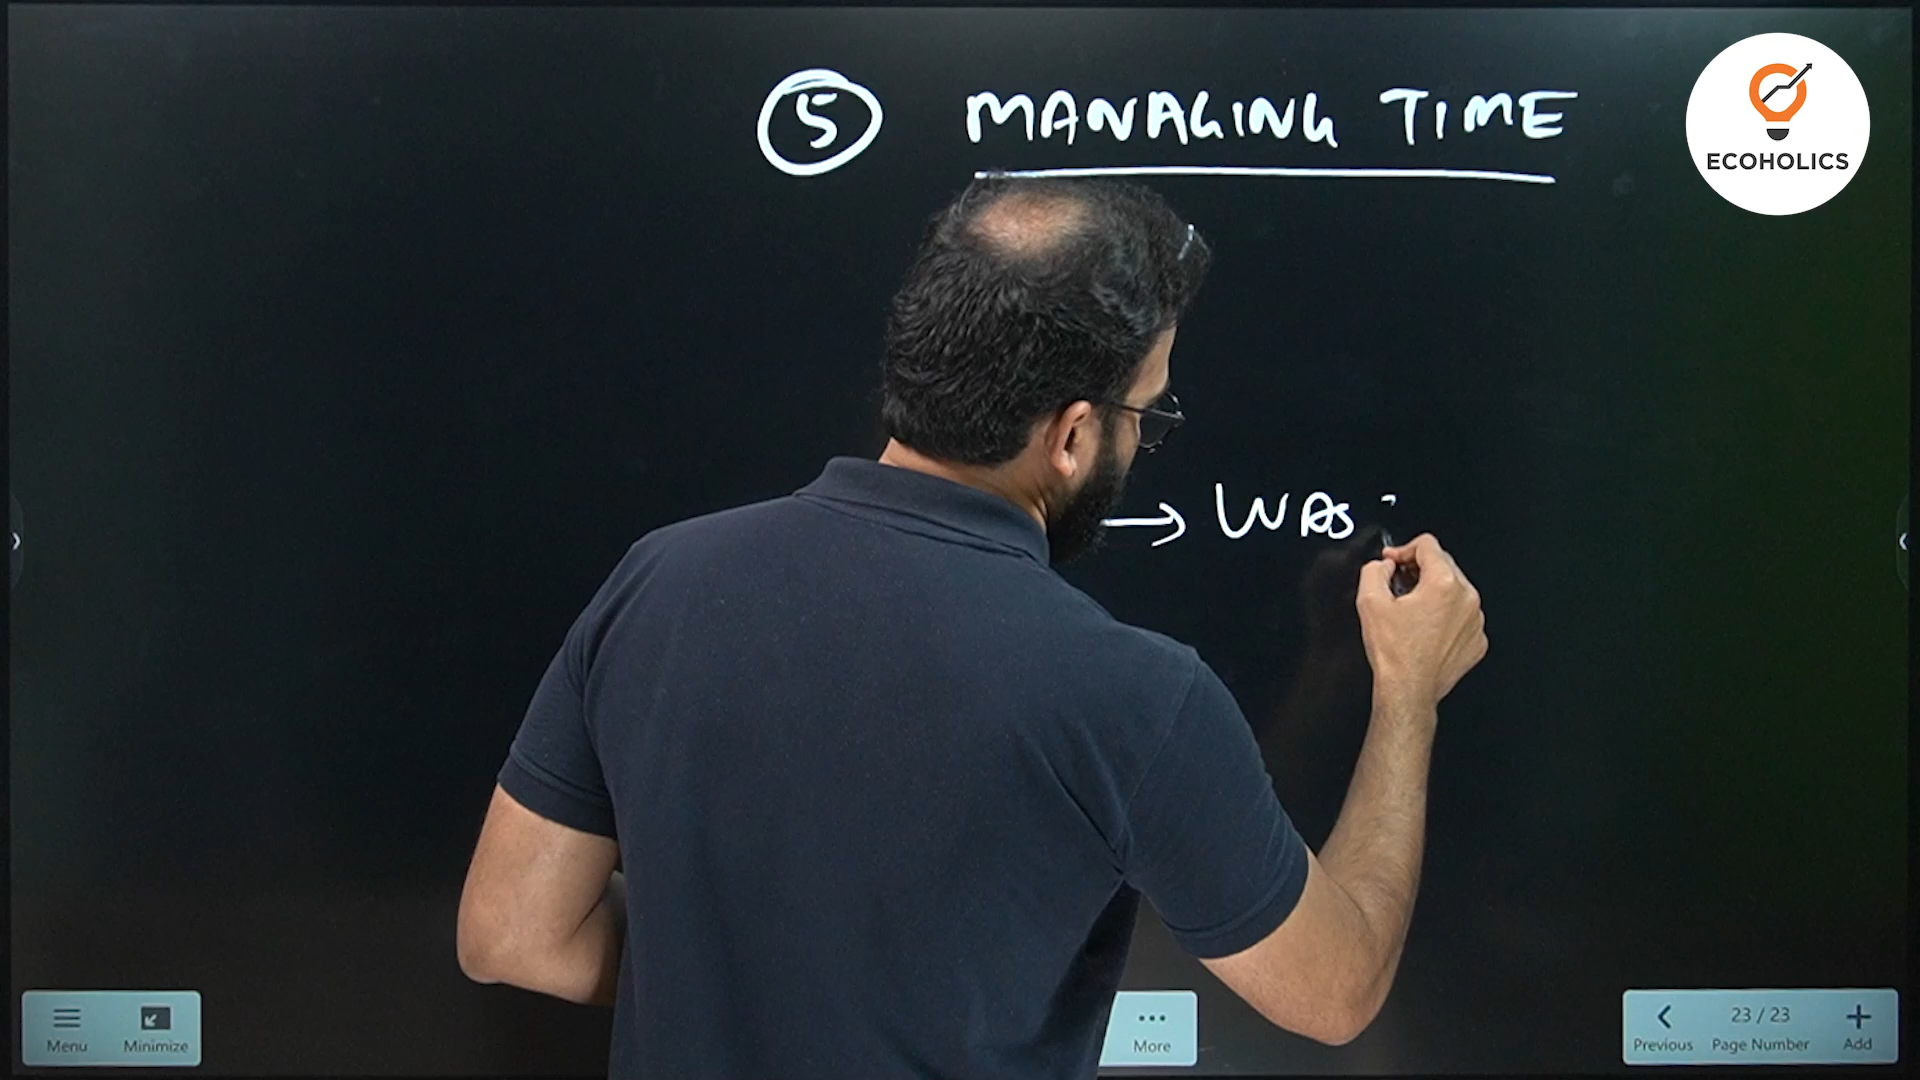 5 MANAGING TIME
ECOHOLICS
→ WAS
Menu Minimize
More
Previous 23 / 23 Page Number Add